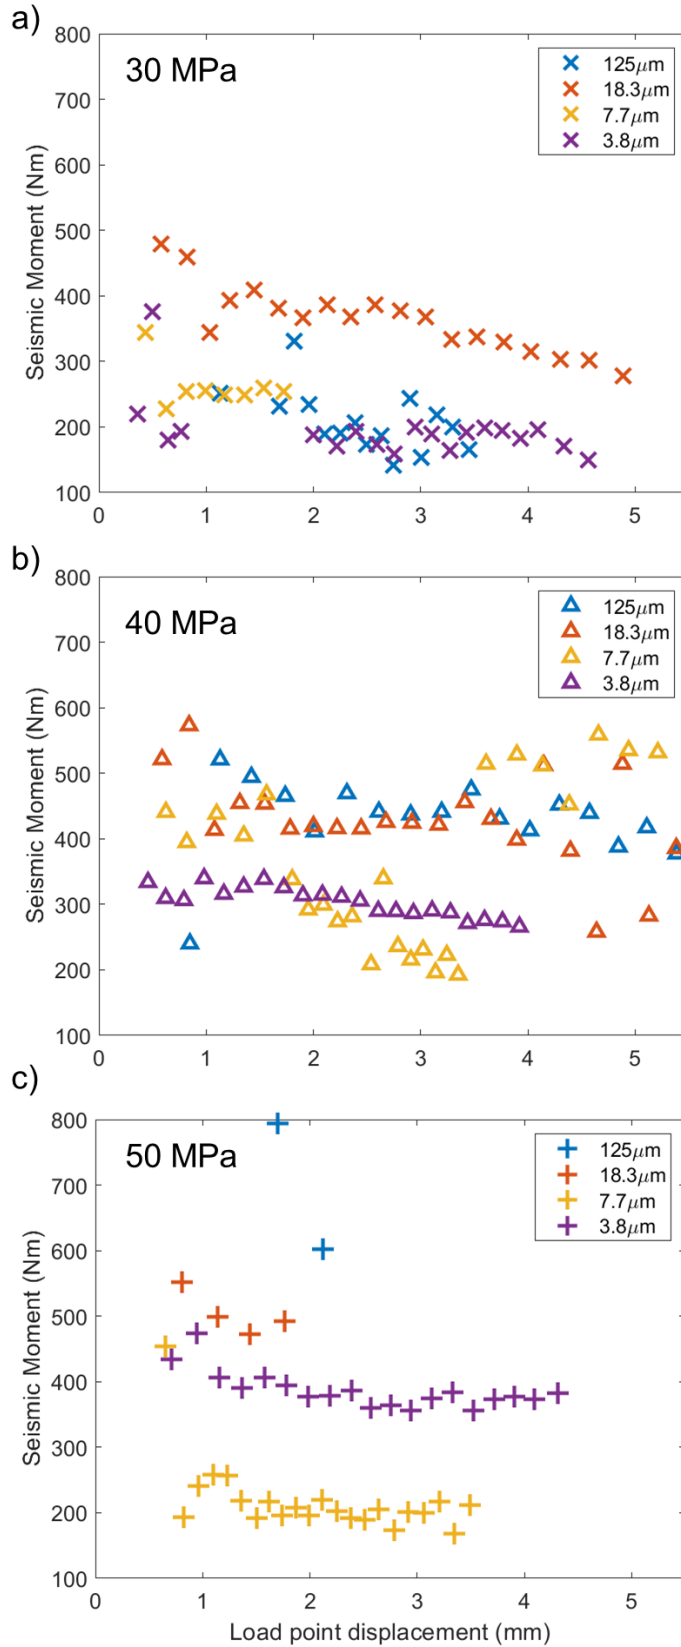 a)
800
700
600
500
400
300
200
100
Seismic Moment (Nm)
30 MPa
125μm
18.3μm
7.7μm
3.8μm
0 1 2 3 4 5
b)
800
700
600
500
400
300
200
100
Seismic Moment (Nm)
40 MPa
125μm
18.3μm
7.7μm
3.8μm
0 1 2 3 4 5
c)
800
700
600
500
400
300
200
100
Seismic Moment (Nm)
50 MPa
125μm
18.3μm
7.7μm
3.8μm
0 1 2 3 4 5
Load point displacement (mm)